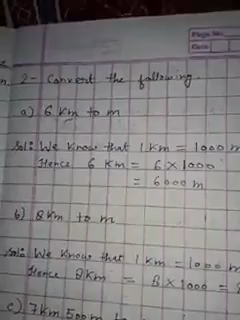 Page No.
Date
2- Convert the following.
a) 6 Km to m
Sol: We know that 1 Km = 1000 m
Hence 6 Km = 6 X 1000
= 6000 m
b) 8 Km to m
Sol: We Know that 1 Km = 1000 m
Hence 8 Km = 8 X 1000 =
c) 7 Km 500m to